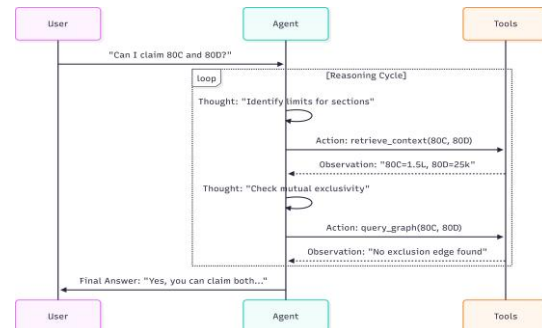 User Agent Tools
"Can I claim 80C and 80D?"
loop [Reasoning Cycle]
Thought: "Identify limits for sections"
Action: retrieve_context(80C, 80D)
Observation: "80C=1.5L, 80D=25k"
Thought: "Check mutual exclusivity"
Action: query_graph(80C, 80D)
Observation: "No exclusion edge found"
Final Answer: "Yes, you can claim both..."
User Agent Tools